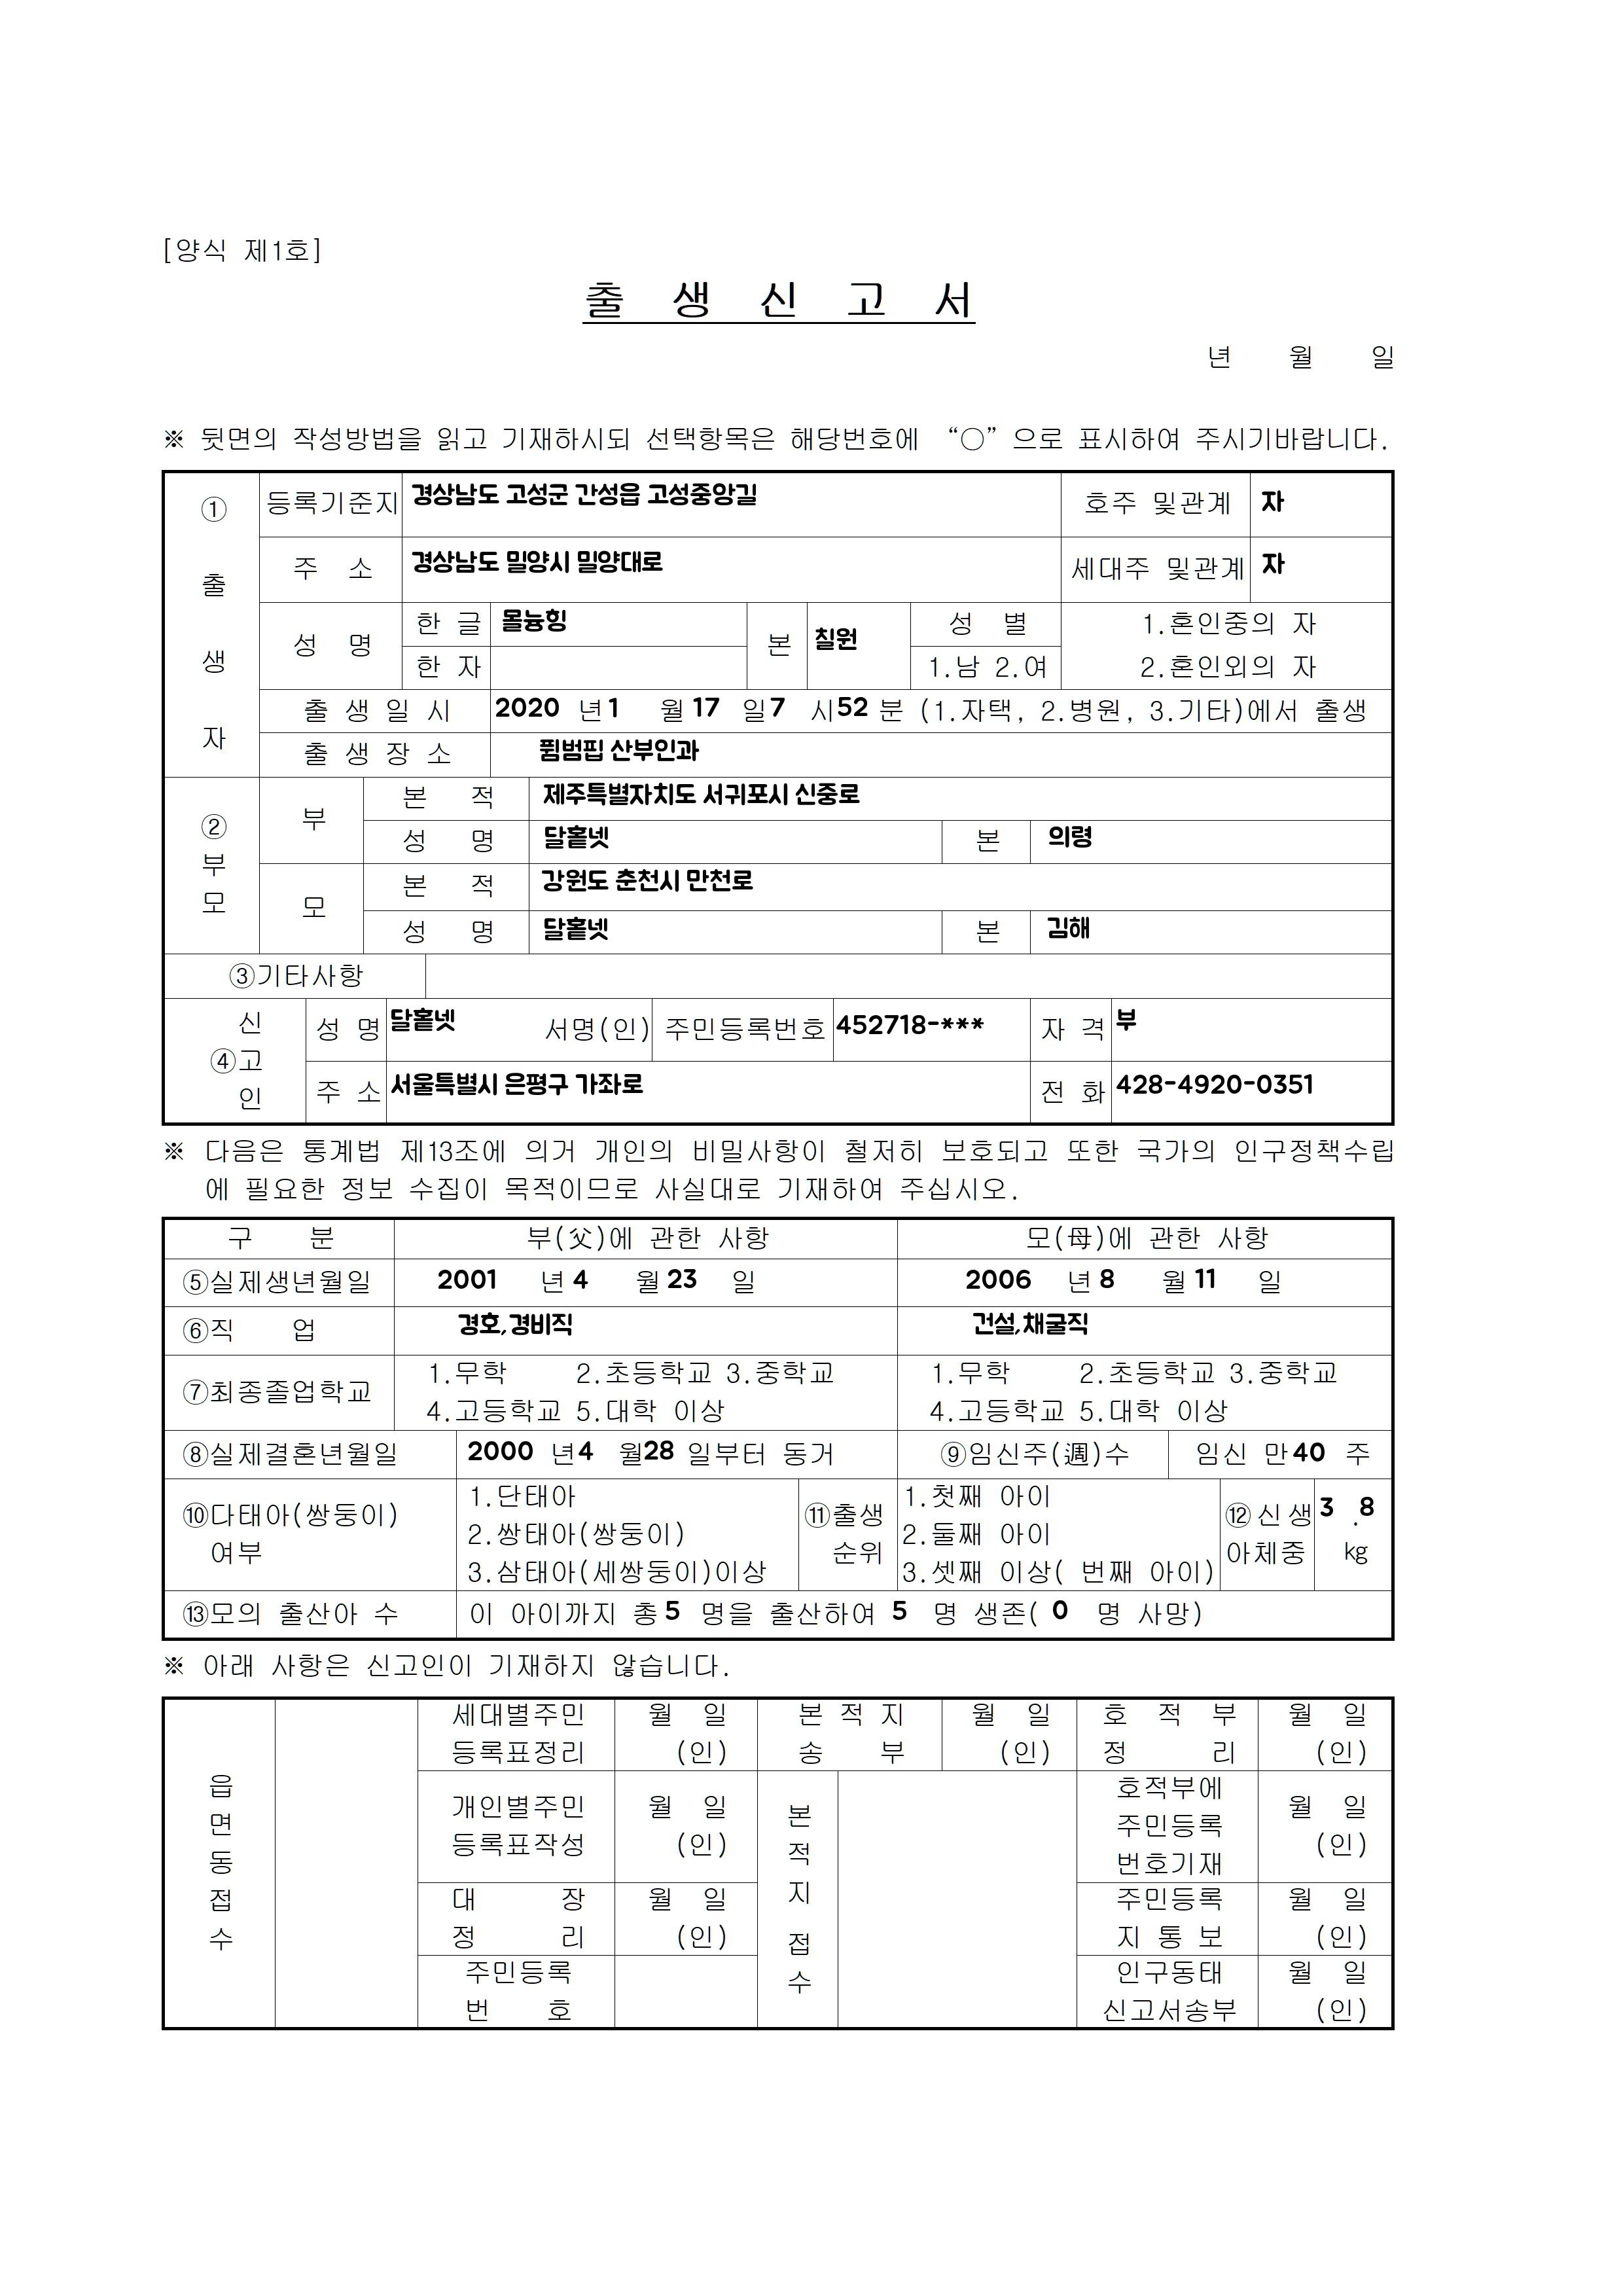 [양식 제1호]
출 생 신 고 서
년 월 일
※ 뒷면의 작성방법을 읽고 기재하시되 선택항목은 해당번호에 “○”으로 표시하여 주시기바랍니다.
① 출 생 자
등록기준지 경상남도 고성군 간성읍 고성중앙길 호주 및관계 자
주 소 경상남도 밀양시 밀양대로 세대주 및관계 자
성 명 한 글 몰늉힝 본 칠원 성 별 1.혼인중의 자
한 자 1.남 2.여 2.혼인외의 자
출 생 일 시 2020 년 1 월 17 일 7 시 52 분 (1.자택, 2.병원, 3.기타)에서 출생
출 생 장 소 퓜범핍 산부인과
② 부 모
부 본 적 제주특별자치도 서귀포시 신중로
성 명 달홑넷 본 의령
모 본 적 강원도 춘천시 만천로
성 명 달홑넷 본 김해
③기타사항
④ 신 고 인
성 명 달홑넷 서명(인) 주민등록번호 452718-*** 자 격 부
주 소 서울특별시 은평구 가좌로 전 화 428-4920-0351
※ 다음은 통계법 제13조에 의거 개인의 비밀사항이 철저히 보호되고 또한 국가의 인구정책수립
에 필요한 정보 수집이 목적이므로 사실대로 기재하여 주십시오.
구 분 부(父)에 관한 사항 모(母)에 관한 사항
⑤실제생년월일 2001 년 4 월 23 일 2006 년 8 월 11 일
⑥직 업 경호,경비직 건설,채굴직
⑦최종졸업학교 1.무학 2.초등학교 3.중학교 1.무학 2.초등학교 3.중학교
4.고등학교 5.대학 이상 4.고등학교 5.대학 이상
⑧실제결혼년월일 2000 년 4 월 28 일부터 동거 ⑨임신주(週)수 임신 만 40 주
⑩다태아(쌍둥이) 여부
1.단태아
2.쌍태아(쌍둥이)
3.삼태아(세쌍둥이)이상
⑪출생 순위
1.첫째 아이
2.둘째 아이
3.셋째 이상( 번째 아이)
⑫신생 아체중 3 .8 kg
⑬모의 출산아 수 이 아이까지 총 5 명을 출산하여 5 명 생존( 0 명 사망)
※ 아래 사항은 신고인이 기재하지 않습니다.
읍 면 동 접 수
세대별주민 월 일 본 적 지 월 일 호 적 부 월 일
등록표정리 (인) 송 부 (인) 정 리 (인)
개인별주민 월 일
등록표작성 (인)
대 장 월 일
정 리 (인)
주민등록
번 호
본 적 지 접 수
호적부에
주민등록 월 일
번호기재 (인)
주민등록 월 일
지 통 보 (인)
인구동태 월 일
신고서송부 (인)